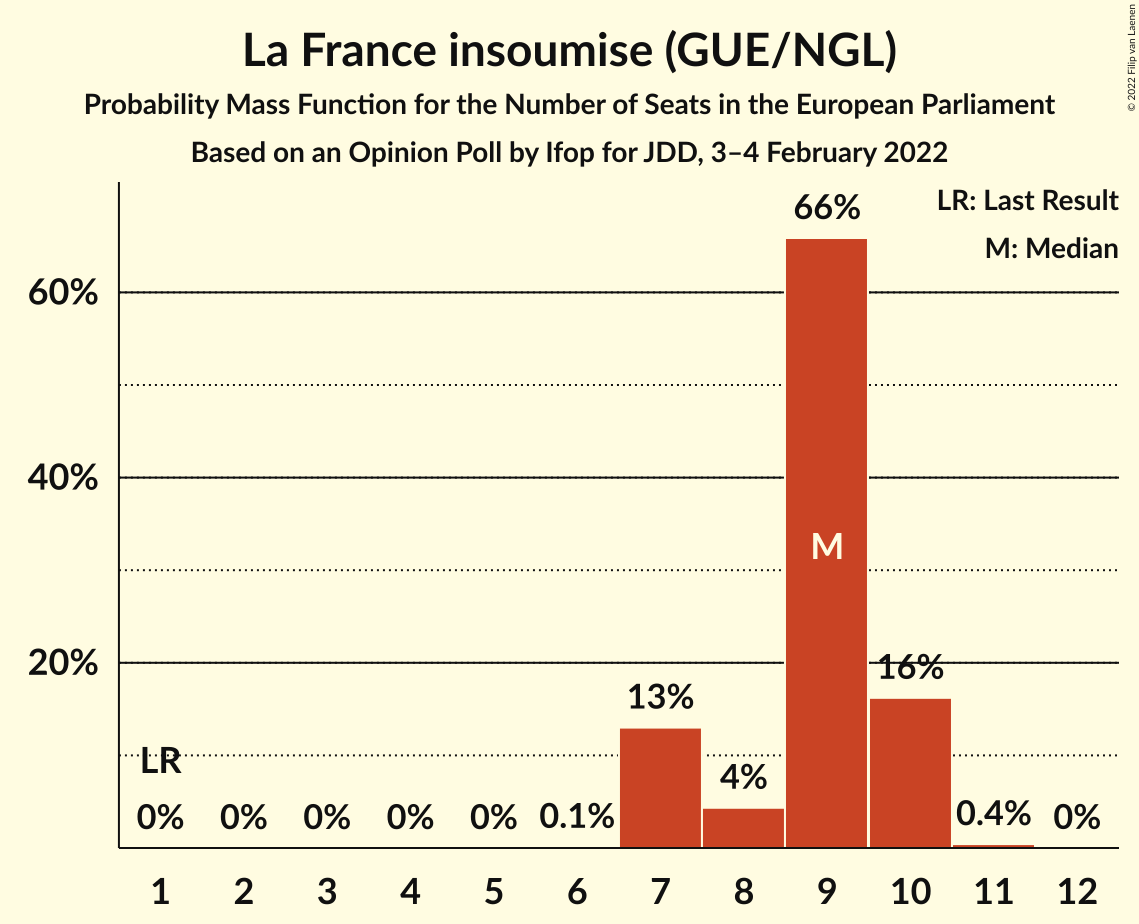 La France insoumise (GUE/NGL)
Probability Mass Function for the Number of Seats in the European Parliament
Based on an Opinion Poll by Ifop for JDD, 3–4 February 2022
© 2022 Filip van Laenen
LR: Last Result
M: Median
66%
60%
40%
M
20%
16%
13%
LR
4%
0% 0% 0% 0% 0% 0.1% 0.4% 0%
1 2 3 4 5 6 7 8 9 10 11 12